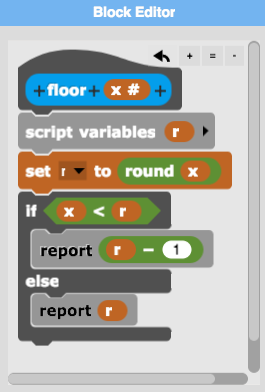 Block Editor
+ = -
+ floor + x # +
script variables r
set r to round x
if x < r
report r - 1
else
report r